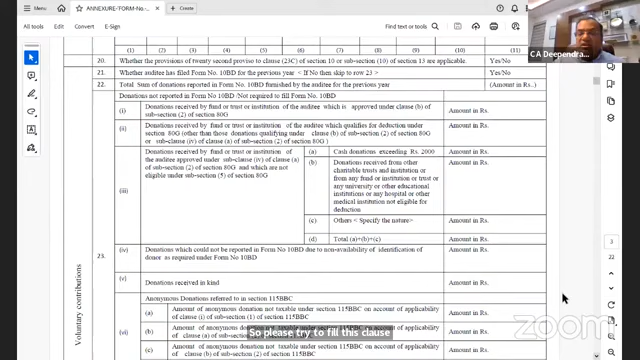 ANNEXURE-FORM-No.-... ×
+ Create
Sign in
All tools
Edit
Convert
Sign
Find text or tools
CA Deependra...
(1) (2) (3) (4) (5) (6) (7) (8) (9) (10) (11)
20. Whether the provisions of twenty second proviso to clause (23C) of section 10 or sub-section (10) of section 13 are applicable. Yes/No
21. Whether auditee has filed Form No. 10BD for the previous year < If No then skip to row 23 > Yes/No
22. Total Sum of donations reported in Form No. 10BD furnished by the auditee for the previous year (Amount in Rs..)
Donations not reported in Form No 10BD /Not required to fill Form No. 10BD)
(i) Donations received by fund or trust or institution of the auditee which is approved under clause (b) of sub-section (2) of section 80G Amount in Rs.
(ii) Donations received by fund or trust or institution of the auditee which qualifies for deduction under section 80G (other than those donations qualifying under clause (b) of sub-section (2) of section 80G or sub-clause (iv) of clause (a) of sub-section (2) of section 80G ) Amount in Rs.
(iii) Donations received by fund or trust or institution of the auditee approved under sub-clause (iv) of clause (a) of sub-section (2) of section 80G and which are not eligible under sub-section (5) of section 80G
(a) Cash donations exceeding Rs. 2000 Amount in Rs.
(b) Donations received from other charitable trusts and institution or from any fund or institution or trust or any university or other educational institutions or any hospital or other medical institution not eligible for deduction Amount in Rs.
(c) Others < Specify the nature> Amount in Rs.
(d) Total (a)+(b)+(c) Amount in Rs.
23.
Voluntary contributions
(iv) Donations which could not be reported in Form No 10BD due to non-availability of identification of donor as required under Form No 10BD Amount in Rs.
(v) Donations received in kind Amount in Rs.
(vi) Anonymous Donations referred to in section 115BBC
(a) Amount of anonymous donation not taxable under section 115BBC on account of applicability of clause (i) of sub-section (1) of section 115BBC Amount in Rs.
(b) Amount of anonymous donation not taxable under section 115BBC on account of applicability of clause (a) of sub-section Amount in Rs.
(c) Amount of anonymous donation not taxable under section 115BBC on account of applicability of clause (b) of sub-section (2) of section 115BBC Amount in Rs.
So please try to fill this clause
3
22
zoom